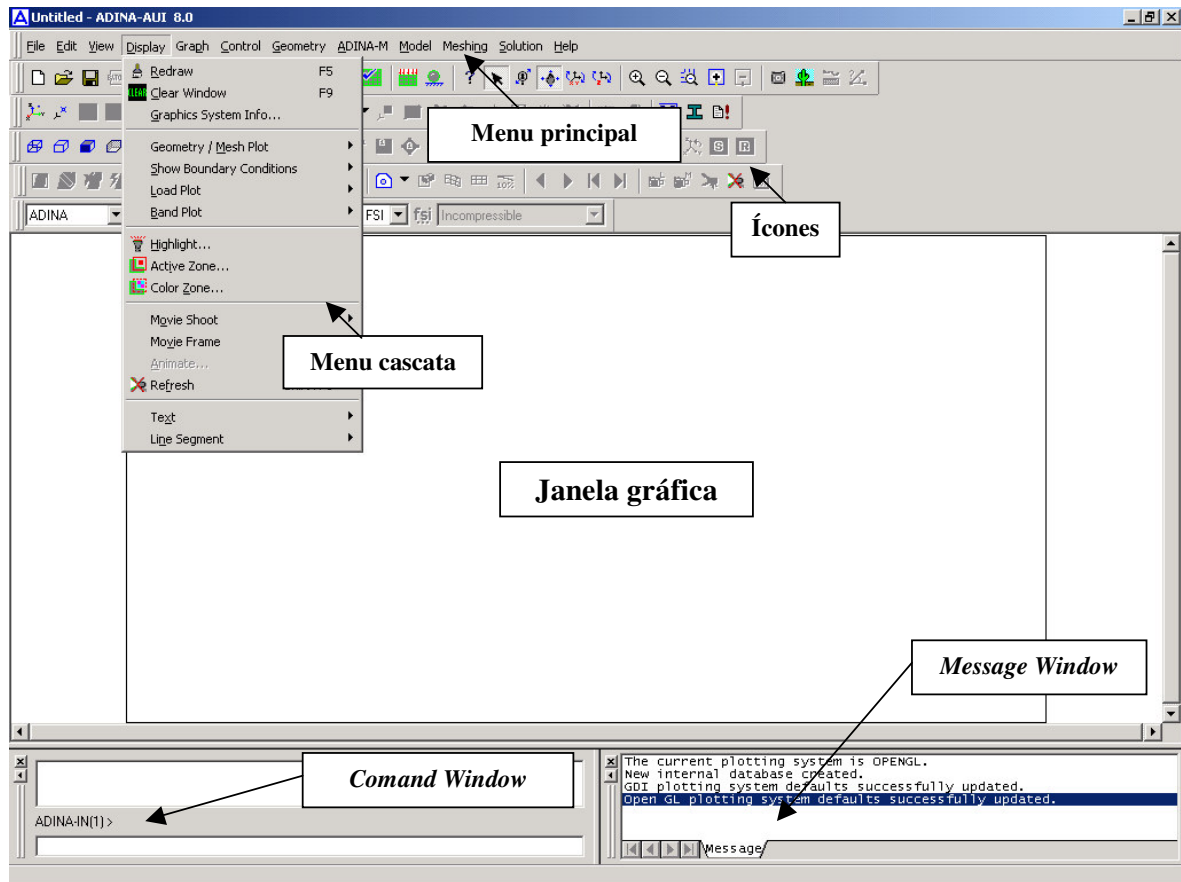 Untitled - ADINA-AUI 8.0
File Edit View Display Graph Control Geometry ADINA-M Model Meshing Solution Help
Redraw F5
Clear Window F9
Graphics System Info...
Geometry / Mesh Plot
Show Boundary Conditions
Load Plot
Band Plot
Highlight...
Active Zone...
Color Zone...
Movie Shoot
Movie Frame
Animate...
Refresh
Text
Line Segment
Menu principal
Ícones
ADINA
FSI fsi Incompressible
Menu cascata
Janela gráfica
Message Window
Comand Window
ADINA-IN(1) >
The current plotting system is OPENGL.
New internal database created.
GDI plotting system defaults successfully updated.
Open GL plotting system defaults successfully updated.
Message